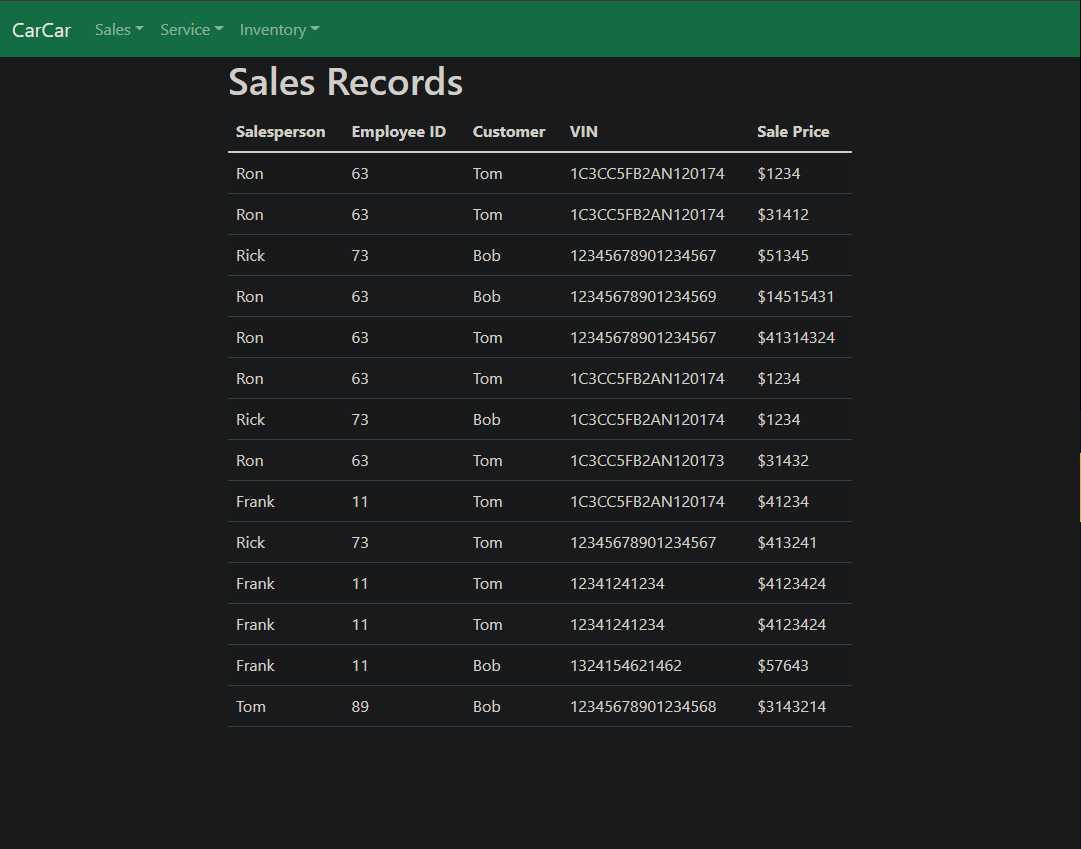 CarCar Sales Service Inventory
Sales Records
Salesperson Employee ID Customer VIN Sale Price
Ron 63 Tom 1C3CC5FB2AN120174 $1234
Ron 63 Tom 1C3CC5FB2AN120174 $31412
Rick 73 Bob 12345678901234567 $51345
Ron 63 Bob 12345678901234569 $14515431
Ron 63 Tom 12345678901234567 $41314324
Ron 63 Tom 1C3CC5FB2AN120174 $1234
Rick 73 Bob 1C3CC5FB2AN120174 $1234
Ron 63 Tom 1C3CC5FB2AN120173 $31432
Frank 11 Tom 1C3CC5FB2AN120174 $41234
Rick 73 Tom 12345678901234567 $413241
Frank 11 Tom 12341241234 $4123424
Frank 11 Tom 12341241234 $4123424
Frank 11 Bob 1324154621462 $57643
Tom 89 Bob 12345678901234568 $3143214